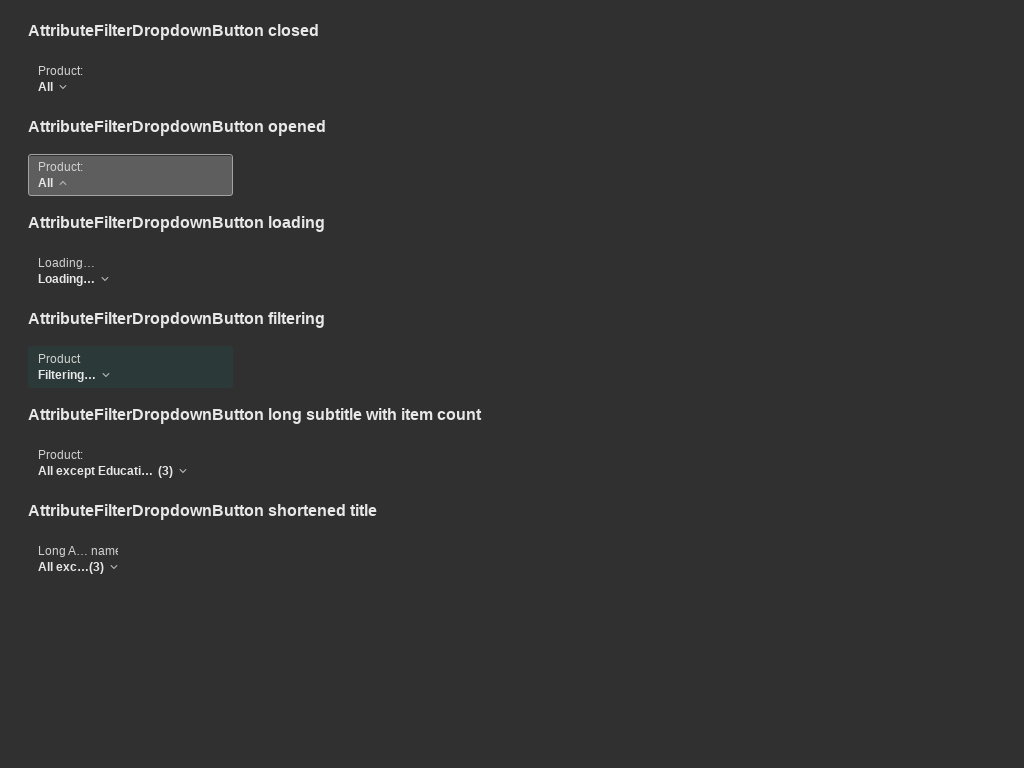 AttributeFilterDropdownButton closed
Product:
All
AttributeFilterDropdownButton opened
Product:
All
AttributeFilterDropdownButton loading
Loading…
Loading…
AttributeFilterDropdownButton filtering
Product
Filtering…
AttributeFilterDropdownButton long subtitle with item count
Product:
All except Educati… (3)
AttributeFilterDropdownButton shortened title
Long A… name
All exc…(3)